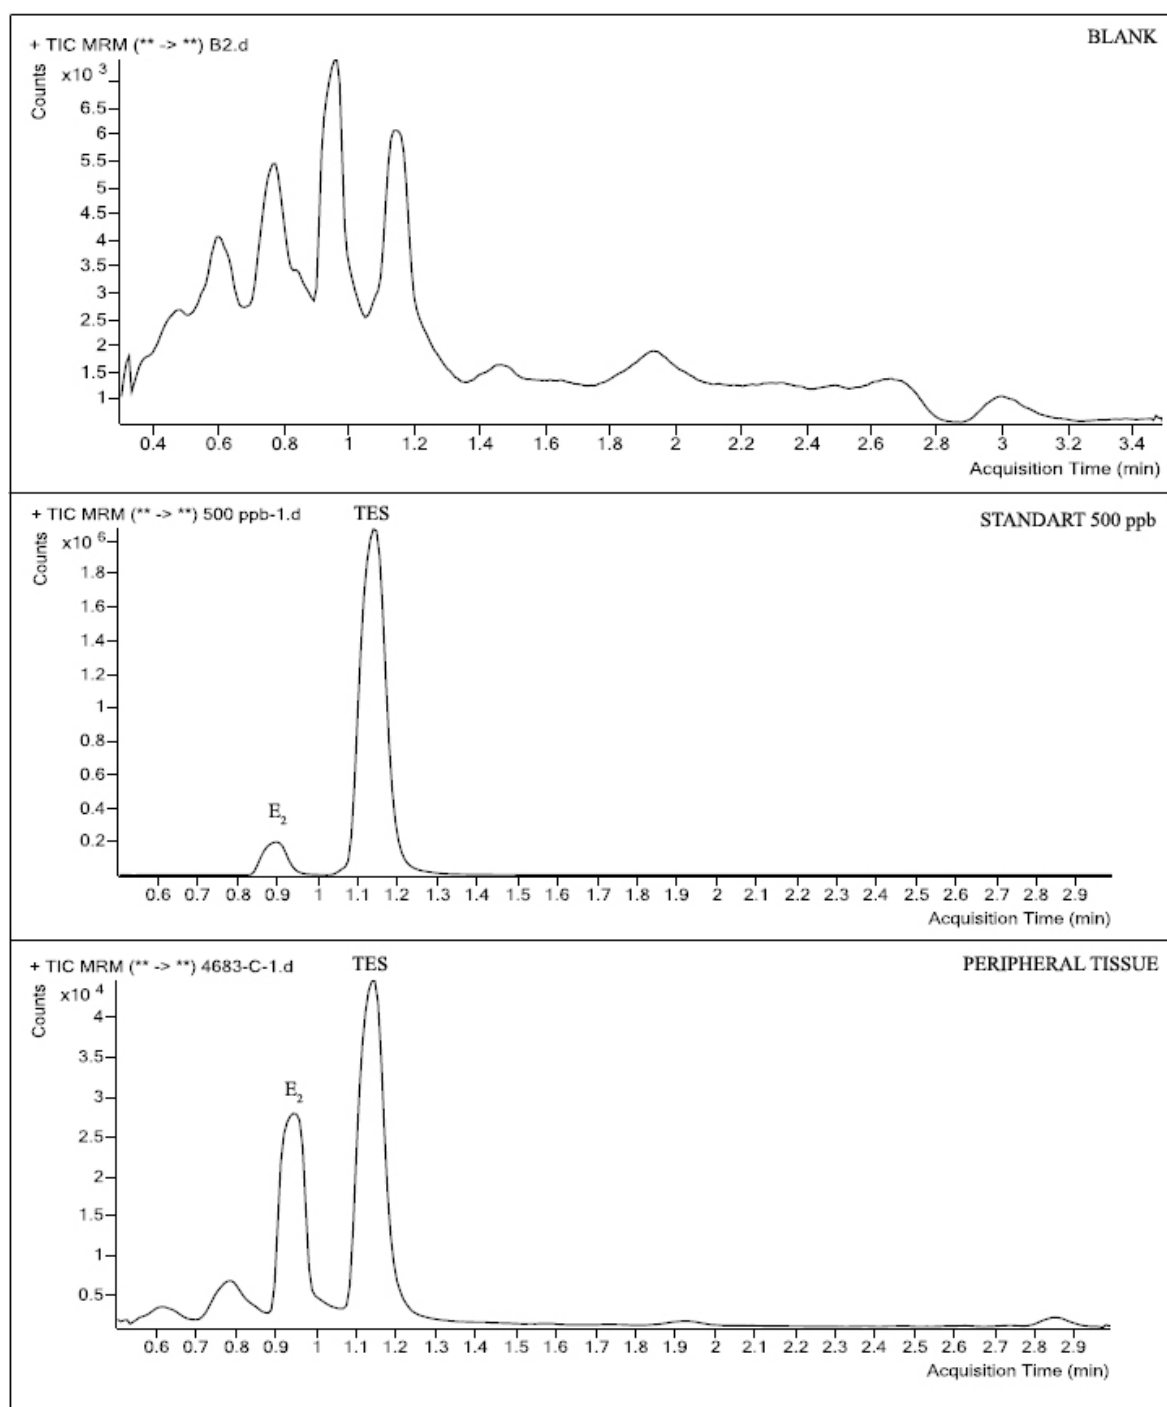 + TIC MRM (** -> **) B2.d
BLANK
Counts
x10 3
6.5
6
5.5
5
4.5
4
3.5
3
2.5
2
1.5
1
0.4 0.6 0.8 1 1.2 1.4 1.6 1.8 2 2.2 2.4 2.6 2.8 3 3.2 3.4
Acquisition Time (min)
+ TIC MRM (** -> **) 500 ppb-1.d
TES
STANDART 500 ppb
Counts
x10 6
1.8
1.6
1.4
1.2
1
0.8
0.6
0.4
0.2
E2
0.6 0.7 0.8 0.9 1 1.1 1.2 1.3 1.4 1.5 1.6 1.7 1.8 1.9 2 2.1 2.2 2.3 2.4 2.5 2.6 2.7 2.8 2.9
Acquisition Time (min)
+ TIC MRM (** -> **) 4683-C-1.d
TES
PERIPHERAL TISSUE
Counts
x10 4
4
3.5
3
2.5
2
1.5
1
0.5
E2
0.6 0.7 0.8 0.9 1 1.1 1.2 1.3 1.4 1.5 1.6 1.7 1.8 1.9 2 2.1 2.2 2.3 2.4 2.5 2.6 2.7 2.8 2.9
Acquisition Time (min)